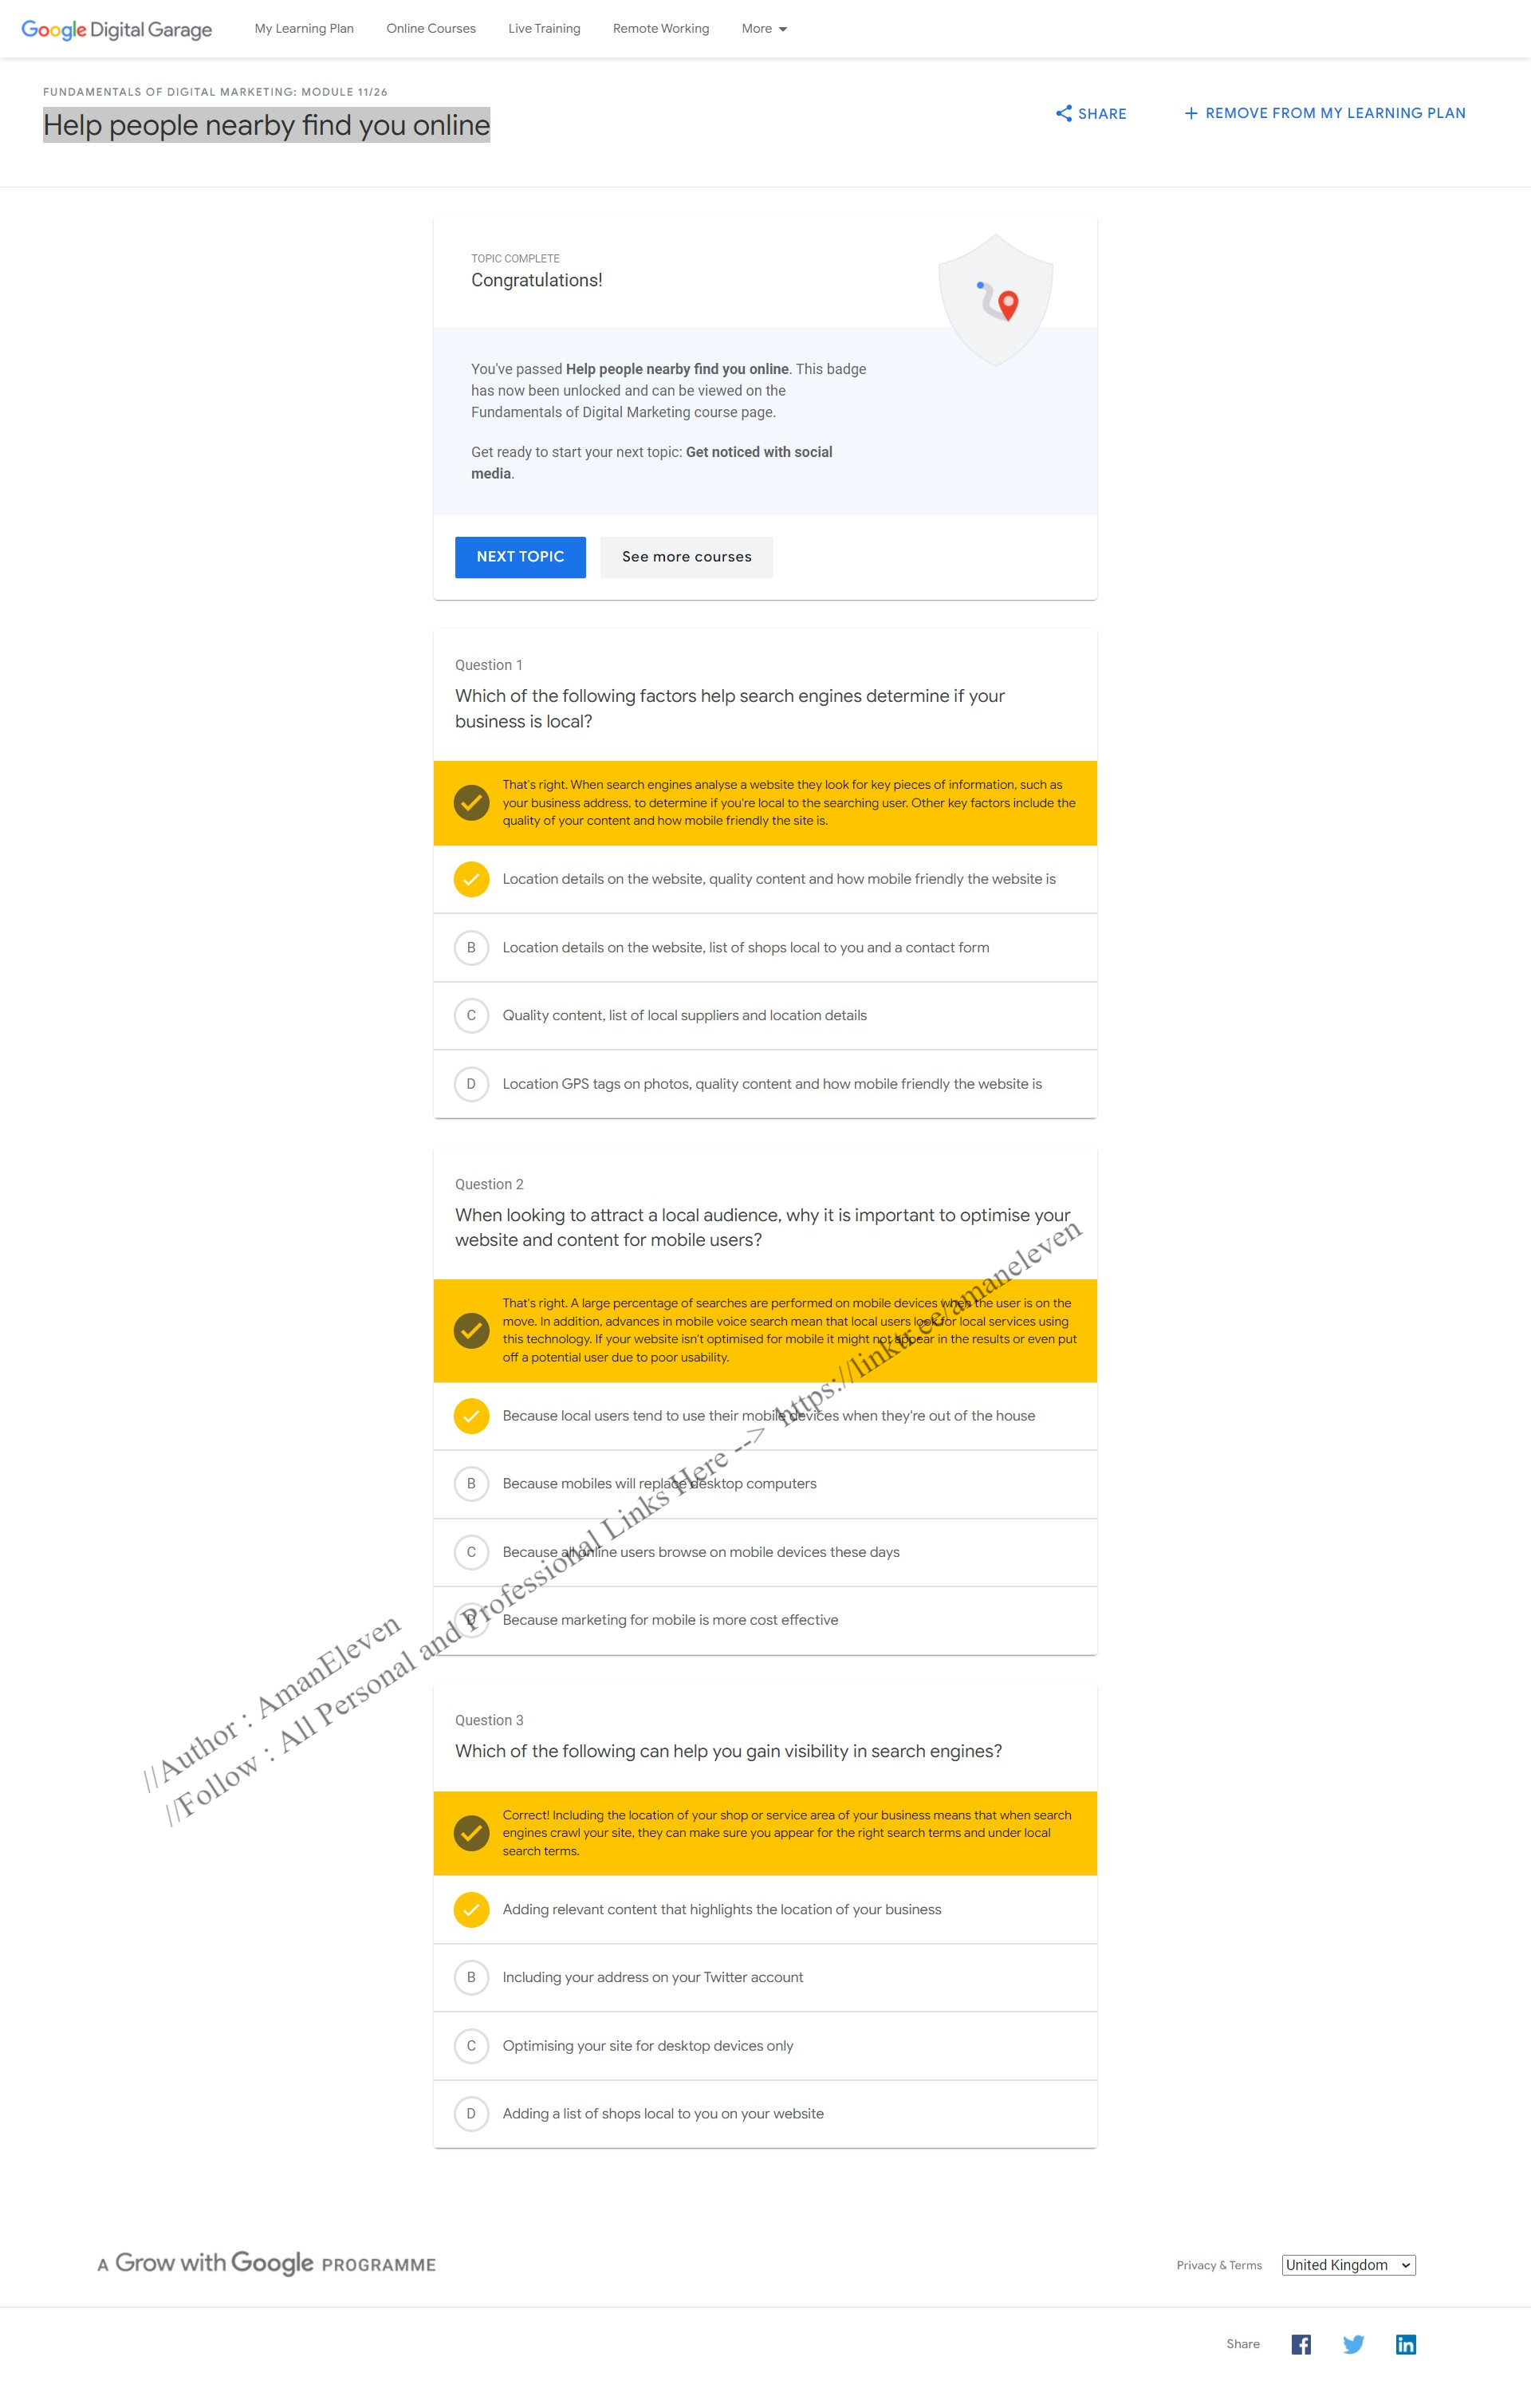 Google Digital Garage My Learning Plan Online Courses Live Training Remote Working More
FUNDAMENTALS OF DIGITAL MARKETING: MODULE 11/26
Help people nearby find you online
SHARE + REMOVE FROM MY LEARNING PLAN
TOPIC COMPLETE
Congratulations!
You've passed Help people nearby find you online. This badge
has now been unlocked and can be viewed on the
Fundamentals of Digital Marketing course page.
Get ready to start your next topic: Get noticed with social
media.
NEXT TOPIC See more courses
Question 1
Which of the following factors help search engines determine if your
business is local?
That's right. When search engines analyse a website they look for key pieces of information, such as
your business address, to determine if you're local to the searching user. Other key factors include the
quality of your content and how mobile friendly the site is.
Location details on the website, quality content and how mobile friendly the website is
B Location details on the website, list of shops local to you and a contact form
C Quality content, list of local suppliers and location details
D Location GPS tags on photos, quality content and how mobile friendly the website is
Question 2
When looking to attract a local audience, why it is important to optimise your
website and content for mobile users?
That's right. A large percentage of searches are performed on mobile devices when the user is on the
move. In addition, advances in mobile voice search mean that local users look for local services using
this technology. If your website isn't optimised for mobile it might not appear in the results or even put
off a potential user due to poor usability.
Because local users tend to use their mobile devices when they're out of the house
B Because mobiles will replace desktop computers
C Because all online users browse on mobile devices these days
D Because marketing for mobile is more cost effective
//Author : AmanEleven
//Follow : All Personal and Professional Links Here --> https://linktr.ee/amaneleven
Question 3
Which of the following can help you gain visibility in search engines?
Correct! Including the location of your shop or service area of your business means that when search
engines crawl your site, they can make sure you appear for the right search terms and under local
search terms.
Adding relevant content that highlights the location of your business
B Including your address on your Twitter account
C Optimising your site for desktop devices only
D Adding a list of shops local to you on your website
A Grow with Google PROGRAMME
Privacy & Terms United Kingdom
Share